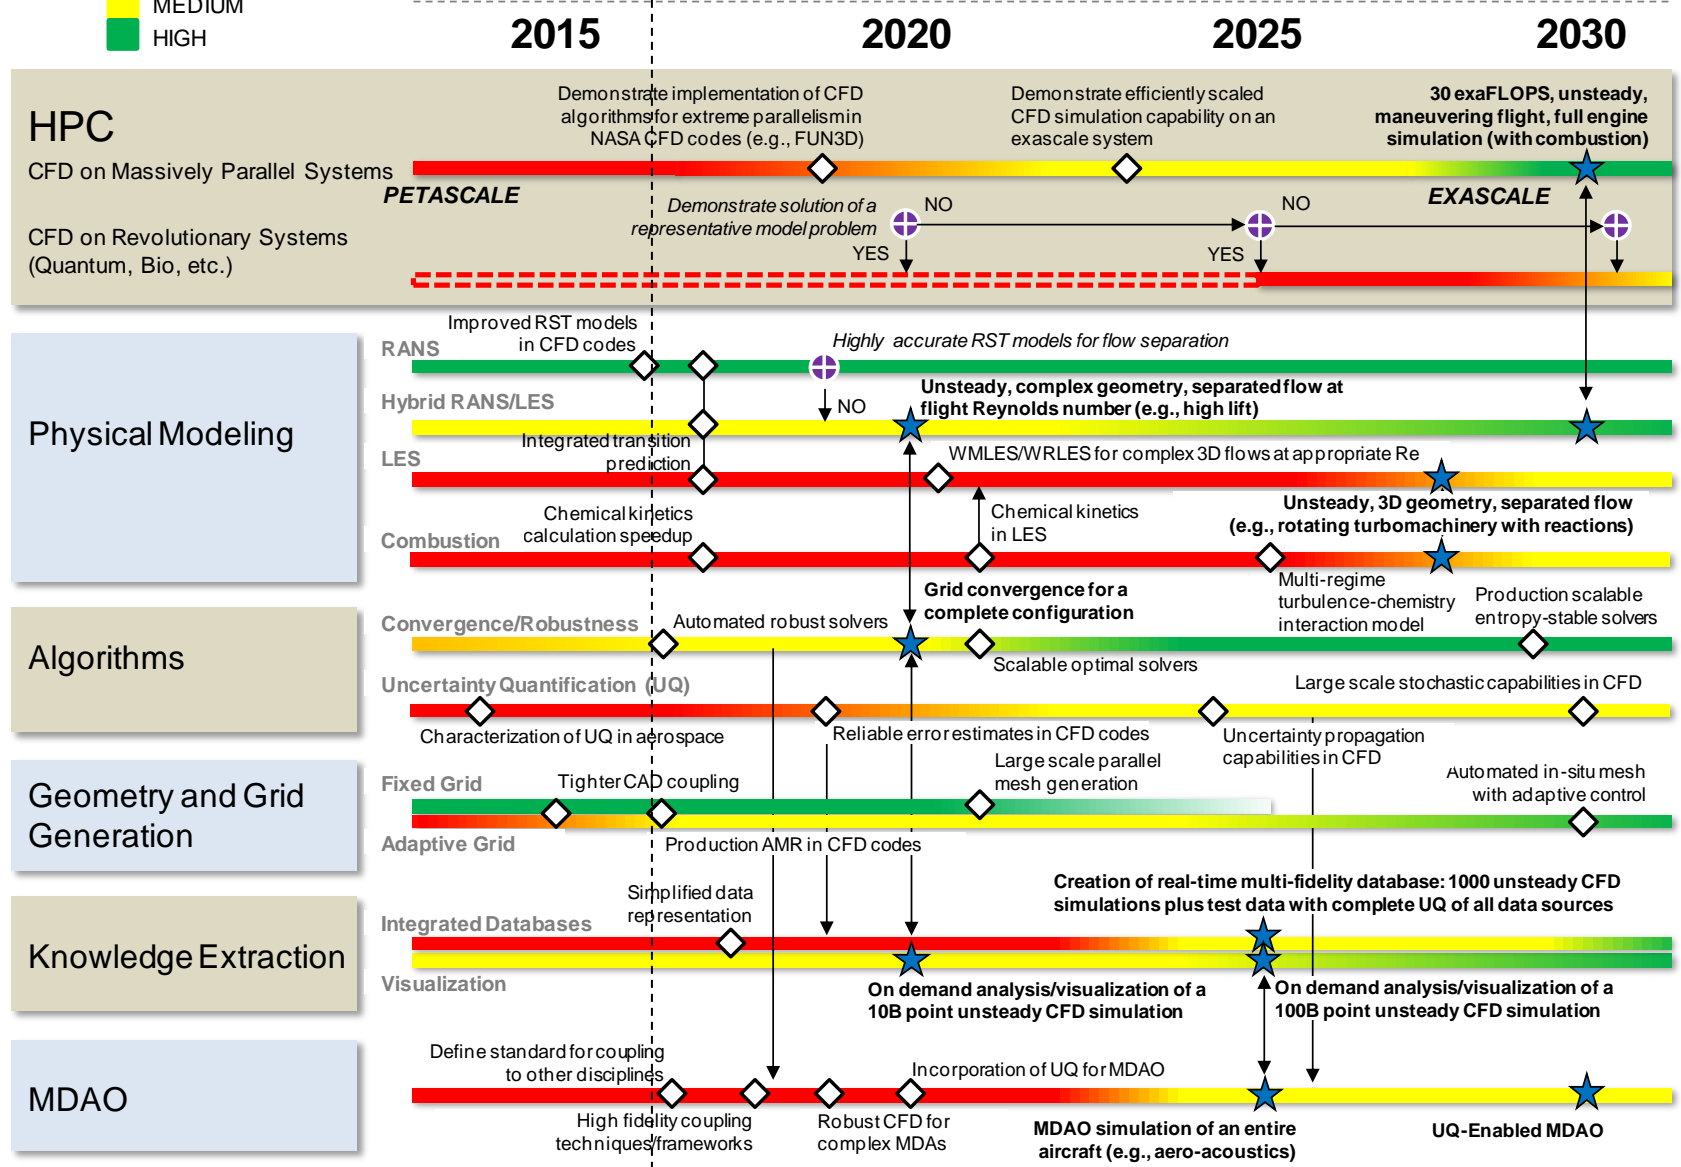 MEDIUM
HIGH
2015
2020
2025
2030
HPC
CFD on Massively Parallel Systems
CFD on Revolutionary Systems
(Quantum, Bio, etc.)
Demonstrate implementation of CFD
algorithms for extreme parallelism in
NASA CFD codes (e.g., FUN3D)
Demonstrate efficiently scaled
CFD simulation capability on an
exascale system
30 exaFLOPS, unsteady,
maneuvering flight, full engine
simulation (with combustion)
PETASCALE
EXASCALE
Demonstrate solution of a
representative model problem
NO
YES
NO
YES
Physical Modeling
RANS
Improved RST models
in CFD codes
Highly accurate RST models for flow separation
Hybrid RANS/LES
NO
Unsteady, complex geometry, separated flow at
flight Reynolds number (e.g., high lift)
Integrated transition
prediction
LES
WMLES/WRLES for complex 3D flows at appropriate Re
Unsteady, 3D geometry, separated flow
(e.g., rotating turbomachinery with reactions)
Chemical kinetics
calculation speedup
Chemical kinetics
in LES
Combustion
Grid convergence for a
complete configuration
Multi-regime
turbulence-chemistry
interaction model
Production scalable
entropy-stable solvers
Algorithms
Convergence/Robustness
Automated robust solvers
Scalable optimal solvers
Uncertainty Quantification (UQ)
Large scale stochastic capabilities in CFD
Characterization of UQ in aerospace
Reliable error estimates in CFD codes
Uncertainty propagation
capabilities in CFD
Geometry and Grid
Generation
Fixed Grid
Tighter CAD coupling
Large scale parallel
mesh generation
Automated in-situ mesh
with adaptive control
Adaptive Grid
Production AMR in CFD codes
Knowledge Extraction
Integrated Databases
Simplified data
representation
Creation of real-time multi-fidelity database: 1000 unsteady CFD
simulations plus test data with complete UQ of all data sources
Visualization
On demand analysis/visualization of a
10B point unsteady CFD simulation
On demand analysis/visualization of a
100B point unsteady CFD simulation
MDAO
Define standard for coupling
to other disciplines
Incorporation of UQ for MDAO
High fidelity coupling
techniques/frameworks
Robust CFD for
complex MDAs
MDAO simulation of an entire
aircraft (e.g., aero-acoustics)
UQ-Enabled MDAO